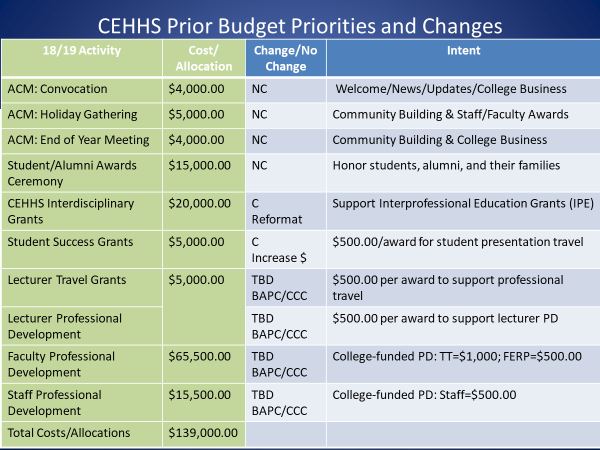 CEHHS Prior Budget Priorities and Changes
18/19 Activity
Cost/
Allocation
Change/No
Change
Intent
ACM: Convocation
$4,000.00
NC
Welcome/News/Updates/College Business
ACM: Holiday Gathering
$5,000.00
NC
Community Building & Staff/Faculty Awards
ACM: End of Year Meeting
$4,000.00
NC
Community Building & College Business
Student/Alumni Awards
Ceremony
$15,000.00
NC
Honor students, alumni, and their families
CEHHS Interdisciplinary
Grants
$20,000.00
C
Reformat
Support Interprofessional Education Grants (IPE)
Student Success Grants
$5,000.00
C
Increase $
$500.00/award for student presentation travel
Lecturer Travel Grants
$5,000.00
TBD
BAPC/CCC
$500.00 per award to support professional
travel
Lecturer Professional
Development
TBD
BAPC/CCC
$500.00 per award to support lecturer PD
Faculty Professional
Development
$65,500.00
TBD
BAPC/CCC
College-funded PD: TT=$1,000; FERP=$500.00
Staff Professional
Development
$15,500.00
TBD
BAPC/CCC
College-funded PD: Staff=$500.00
Total Costs/Allocations
$139,000.00